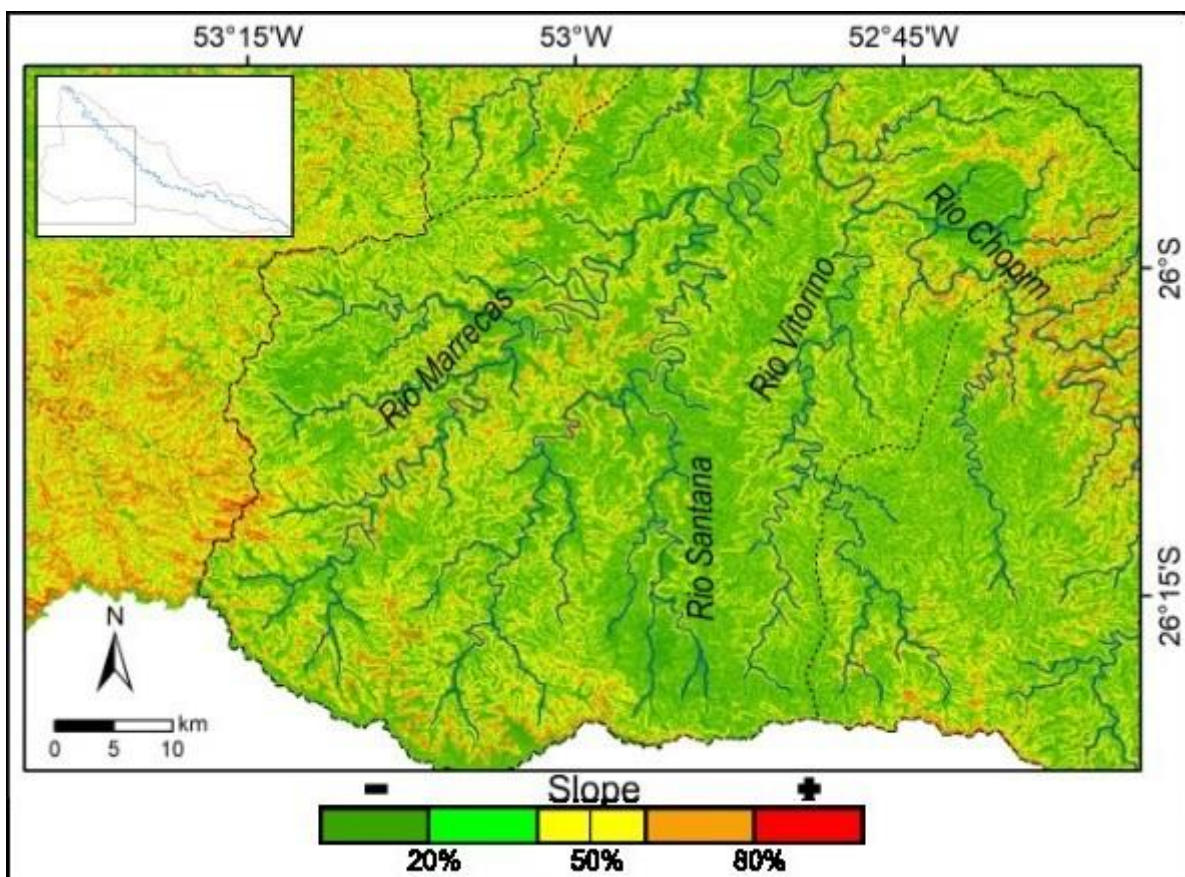 53°15'W 53°W 52°45'W
Rio Chopim
26°S
Rio Vitorino
Rio Marrecas
Rio Santana
26°15'S
N
km
0 5 10
- Slope +
20% 50% 80%